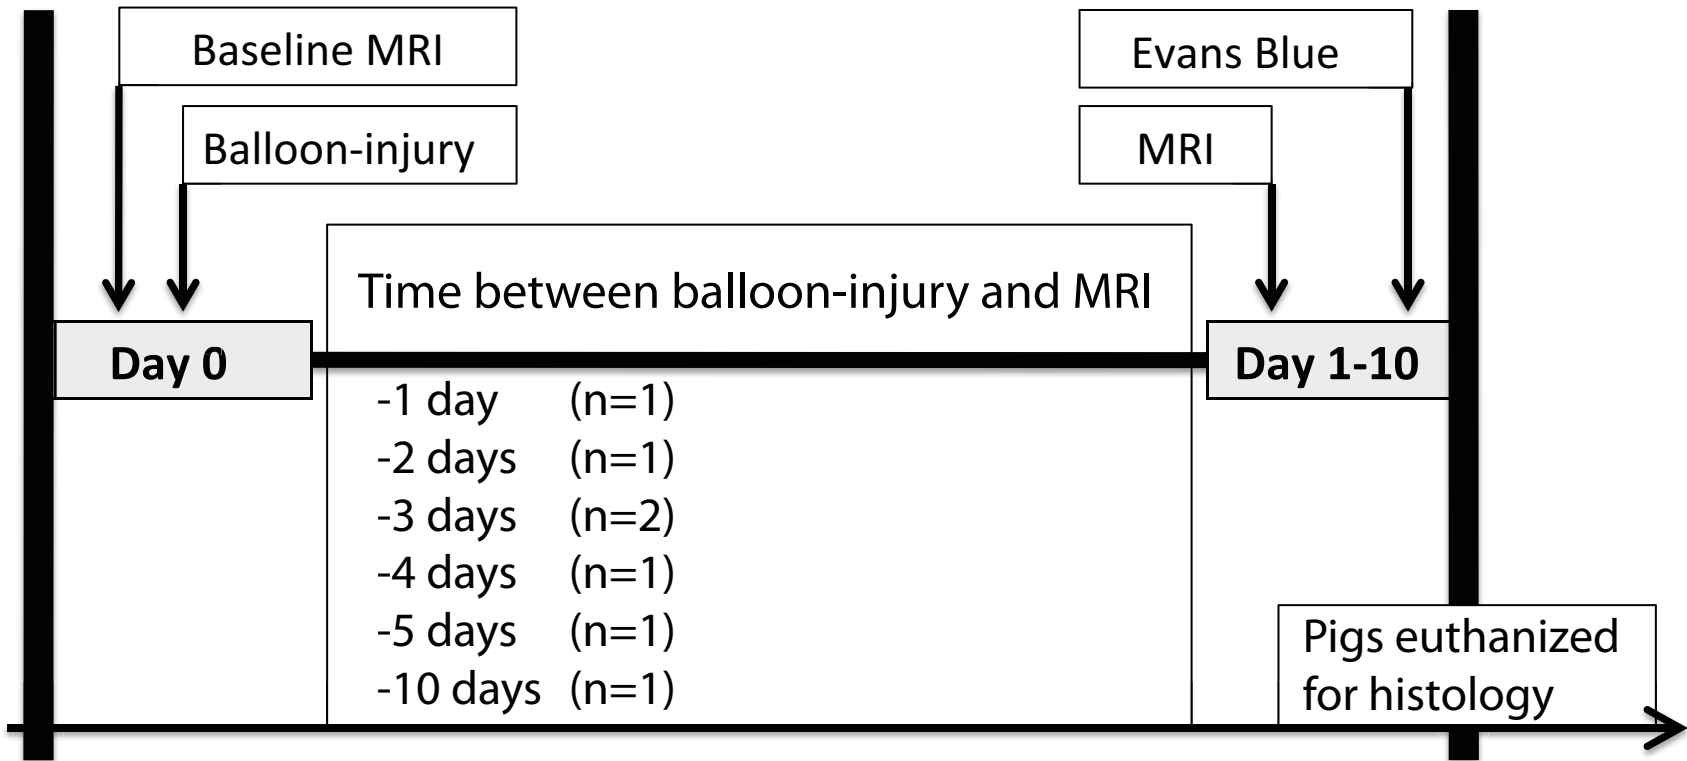 Baseline MRI
Balloon-injury
Evans Blue
MRI
Time between balloon-injury and MRI
Day 0
Day 1-10
-1 day (n=1)
-2 days (n=1)
-3 days (n=2)
-4 days (n=1)
-5 days (n=1)
-10 days (n=1)
Pigs euthanized
for histology